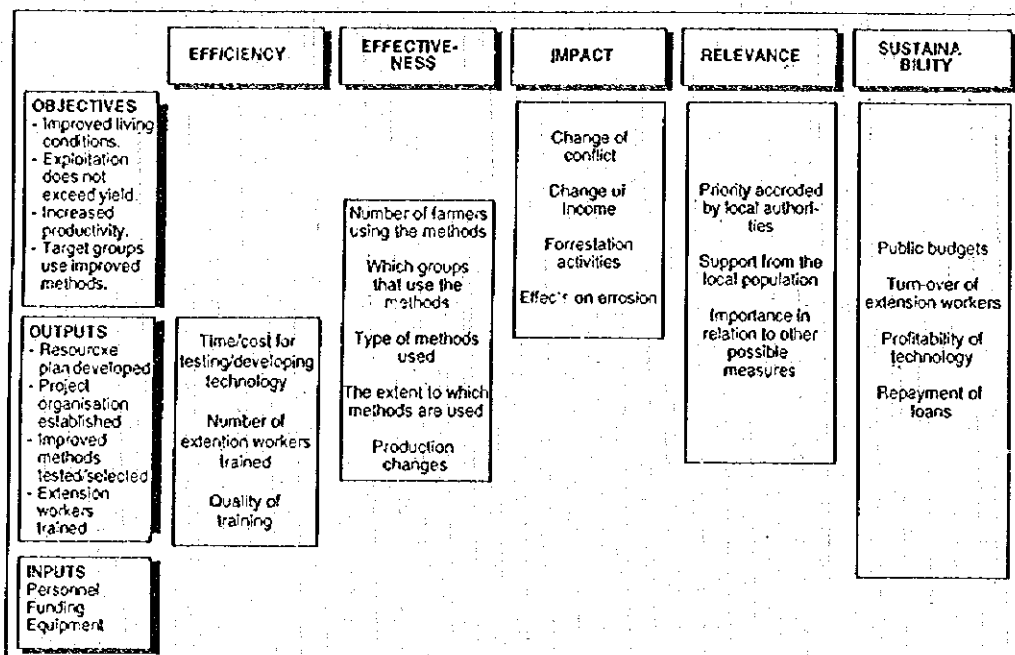 EFFICIENCY
EFFECTIVE-
NESS
IMPACT
RELEVANCE
SUSTAINA
BILITY
OBJECTIVES
- Improved living
conditions.
- Exploitation
does not
exceed yield.
- Increased
productivity.
- Target groups
use improved
methods.
OUTPUTS
- Resourcxe
plan developed
- Project
organisation
established
- Improved
methods
tested/selected
- Extension
workers
trained
INPUTS
Personnel
Funding
Equipment
Time/cost for
testing/developing
technology
Number of
extention workers
trained
Quality of
training
Number of farmers
using the methods
Which groups
that use the
methods
Type of methods
used
The extent to which
methods are used
Production
changes
Change of
conflict
Change of
Income
Forrestation
activities
Effects on errosion
Priority accroded
by local authori-
ties
Support from the
local population
Importance in
relation to other
possible
measures
Public budgets
Turn-over of
extension workers
Profitability of
technology
Repayment of
loans